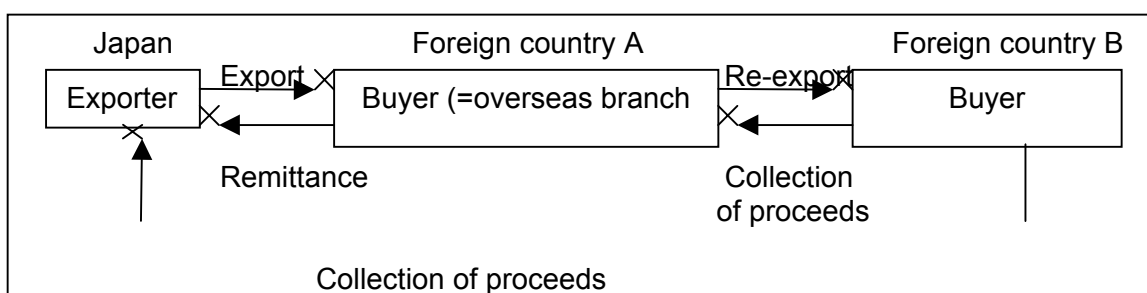 Japan Foreign country A Foreign country B
Export Re-export
Exporter Buyer (=overseas branch Buyer
Remittance Collection
of proceeds
Collection of proceeds